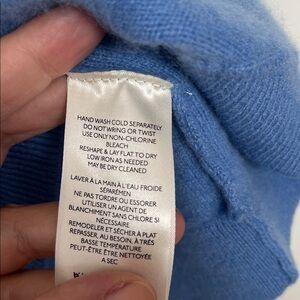 HAND WASH COLD SEPARATELY
DO NOT WRING OR TWIST
USE ONLY NON-CHLORINE
BLEACH
RESHAPE & LAY FLAT TO DRY
LOW IRON AS NEEDED
MAY BE DRY CLEANED
LAVER À LA MAIN À L'EAU FROIDE
SÉPARÉMEN
NE PAS TORDRE OU ESSORER
UTILISER UN AGENT DE
BLANCHIMENT SANS CHLORE SI
NÉCESSAIRE
REMODELER ET SÉCHER À PLAT
REPASSER, AU BESOIN, À TRÈS
BASSE TEMPÉRATURE
PEUT-ÊTRE ÊTRE NETTOYÉE
A SEC